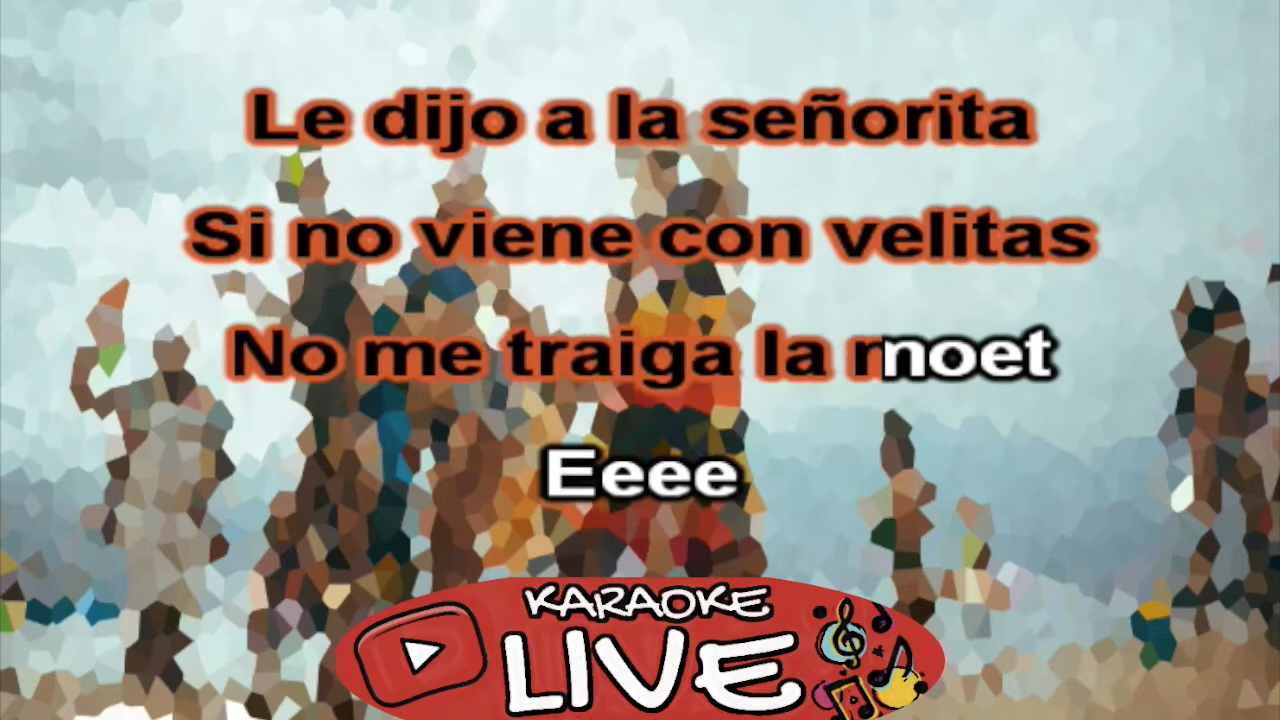 Le dijo a la señorita
Si no viene con velitas
No me traiga la moet
Eeee
KARAOKE
LIVE